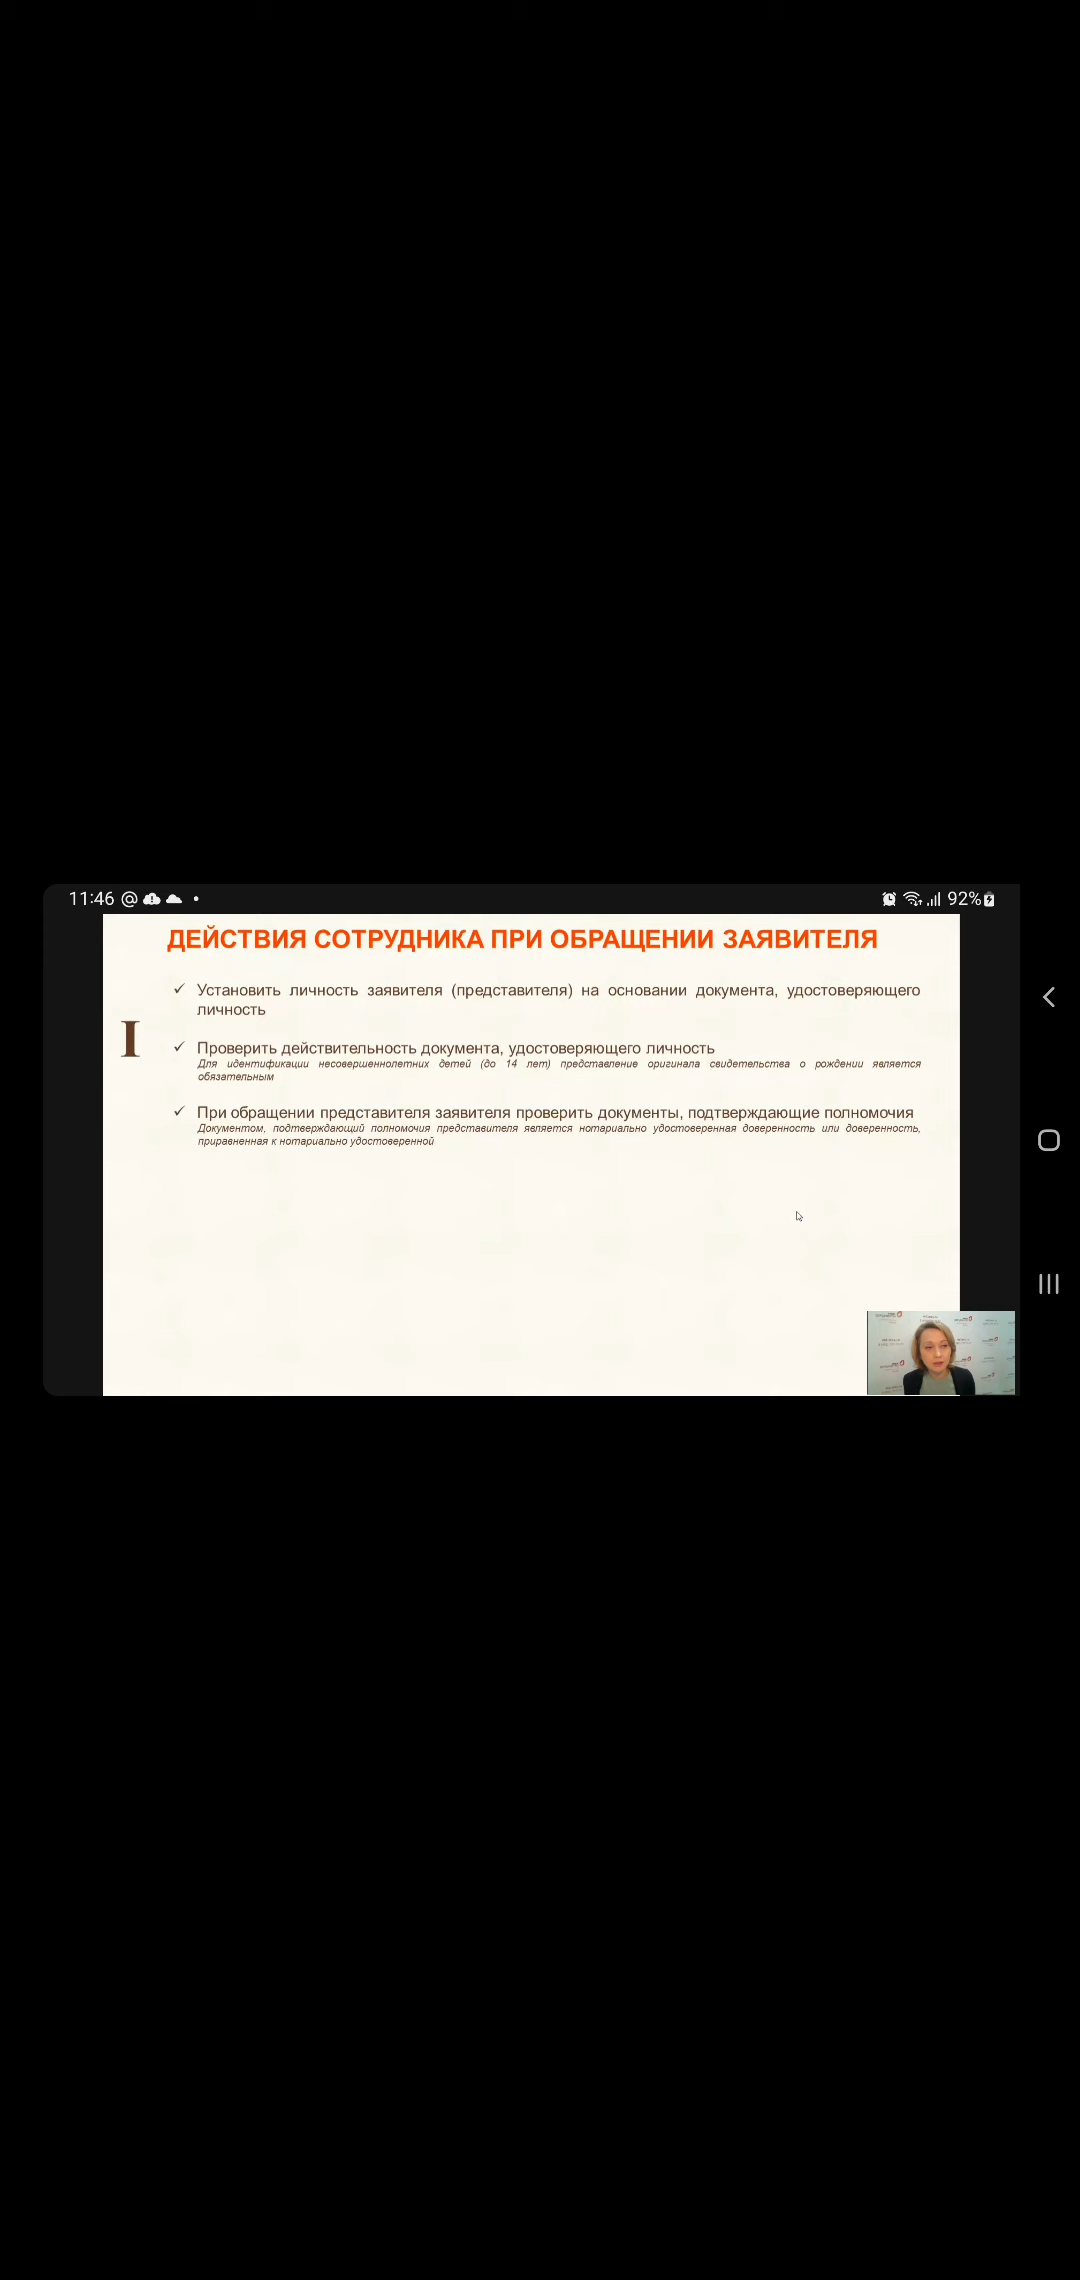 11:46
92%
ДЕЙСТВИЯ СОТРУДНИКА ПРИ ОБРАЩЕНИИ ЗАЯВИТЕЛЯ
I
✓ Установить личность заявителя (представителя) на основании документа, удостоверяющего
личность
✓ Проверить действительность документа, удостоверяющего личность
Для идентификации несовершеннолетних детей (до 14 лет) представление оригинала свидетельства о рождении является
обязательным
✓ При обращении представителя заявителя проверить документы, подтверждающие полномочия
Документом, подтверждающий полномочия представителя является нотариально удостоверенная доверенность или доверенность,
приравненная к нотариально удостоверенной